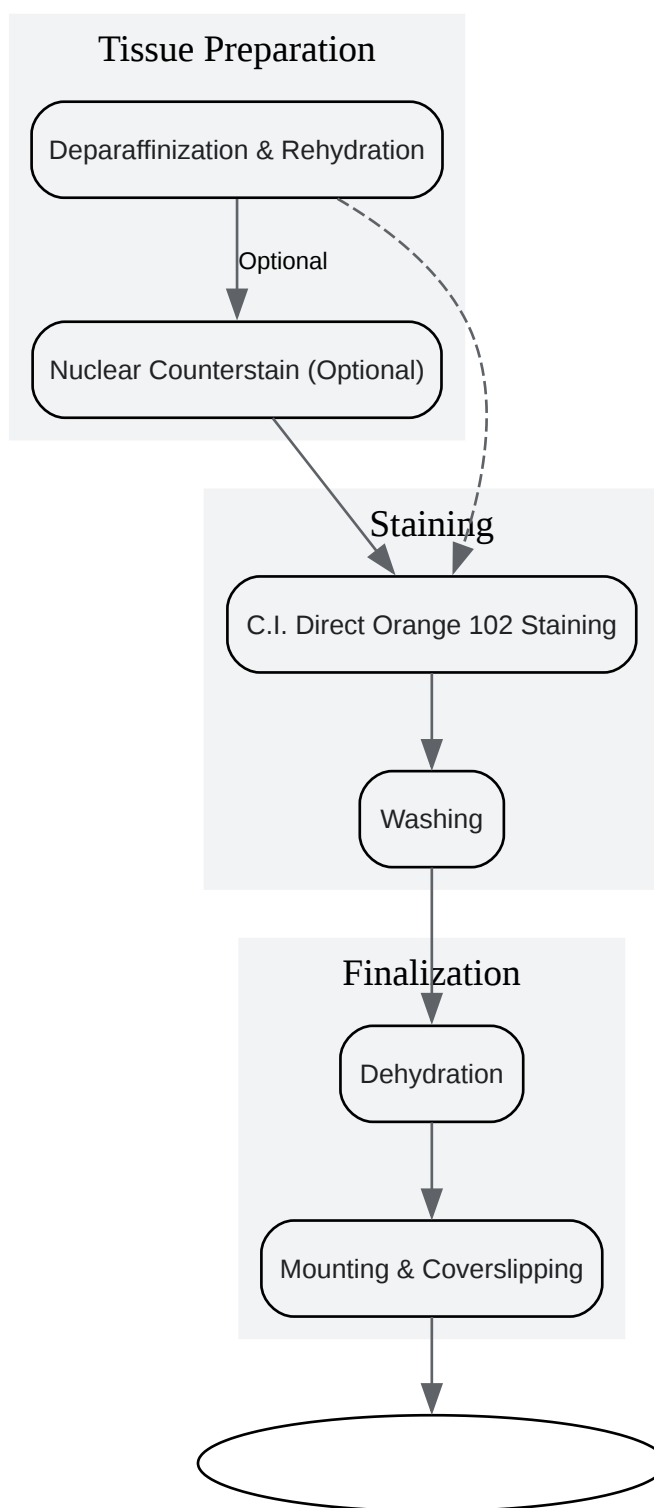 Tissue Preparation
Deparaffinization & Rehydration
Optional
Nuclear Counterstain (Optional)
Staining
C.I. Direct Orange 102 Staining
Washing
Finalization
Dehydration
Mounting & Coverslipping